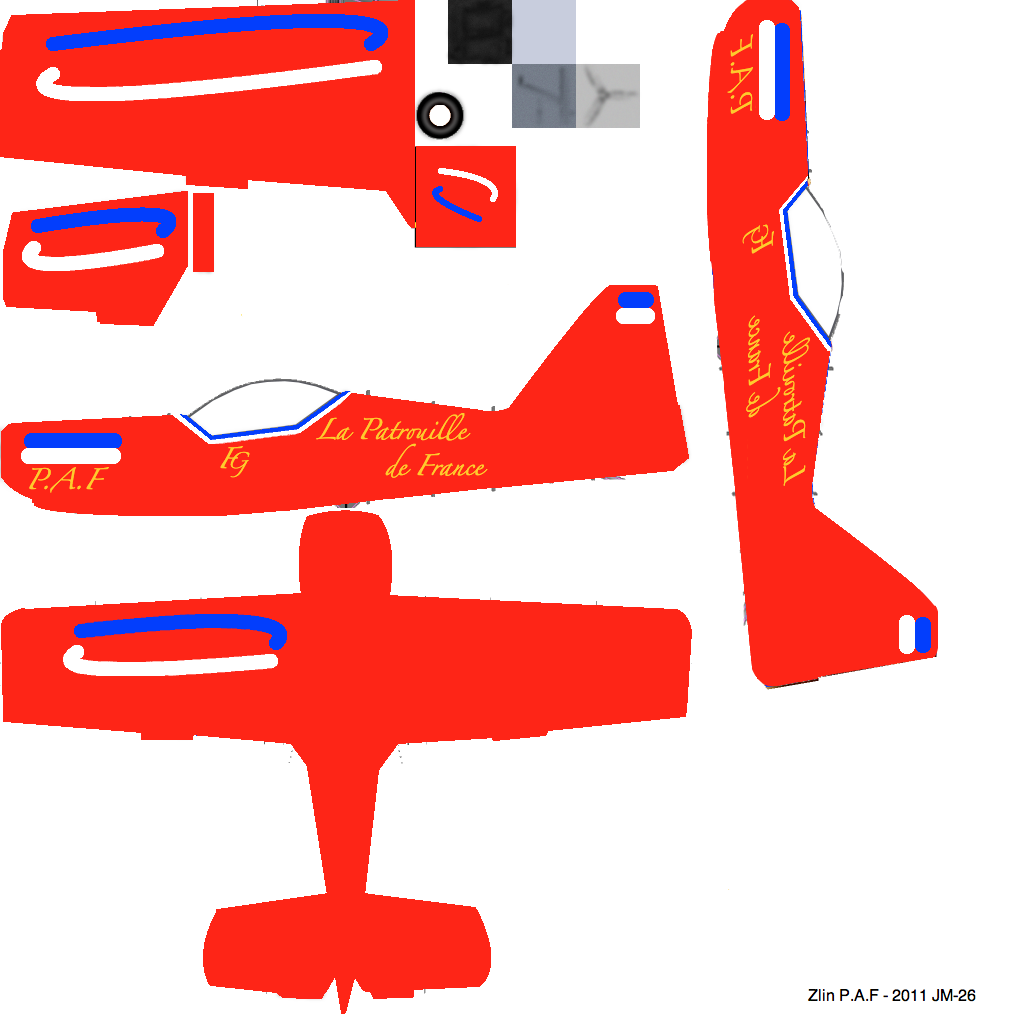 P.A.F
FG
La Patrouille
de France
P.A.F
FG
La Patrouille
de France
Zlin P.A.F - 2011 JM-26